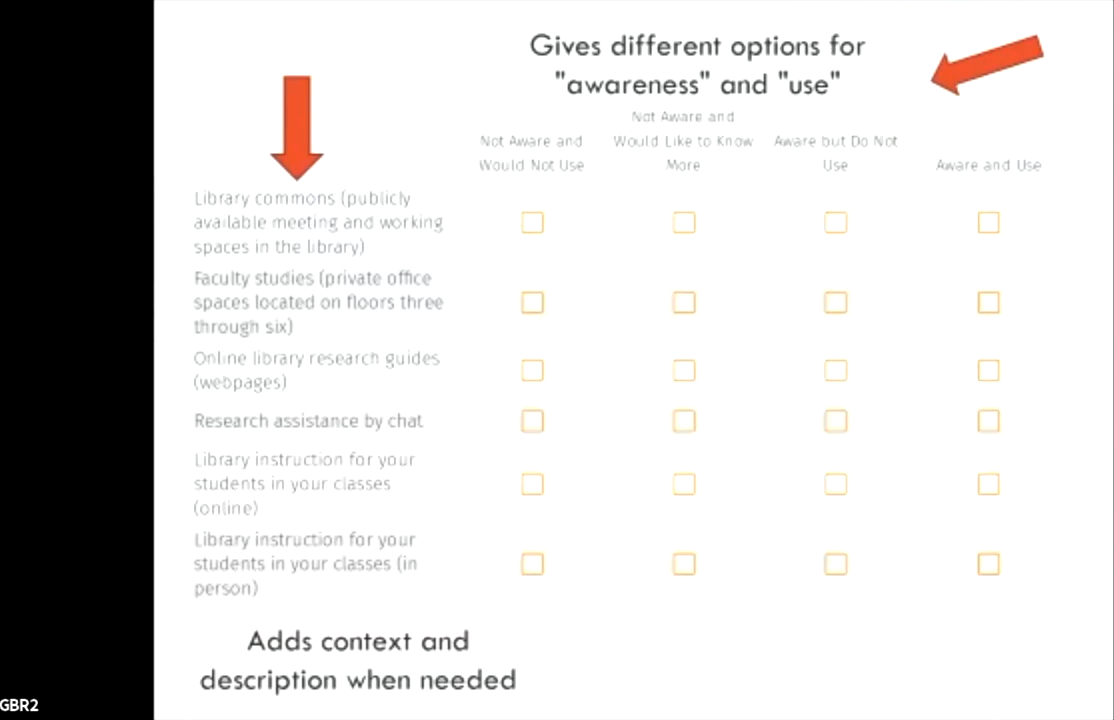 Gives different options for
"awareness" and "use"
Not Aware and
Would Not Use
Not Aware and
Would Like to Know
More
Aware but Do Not
Use
Aware and Use
Library commons (publicly
available meeting and working
spaces in the library)
Faculty studies (private office
spaces located on floors three
through six)
Online library research guides
(webpages)
Research assistance by chat
Library instruction for your
students in your classes
(online)
Library instruction for your
students in your classes (in
person)
Adds context and
description when needed
GBR2